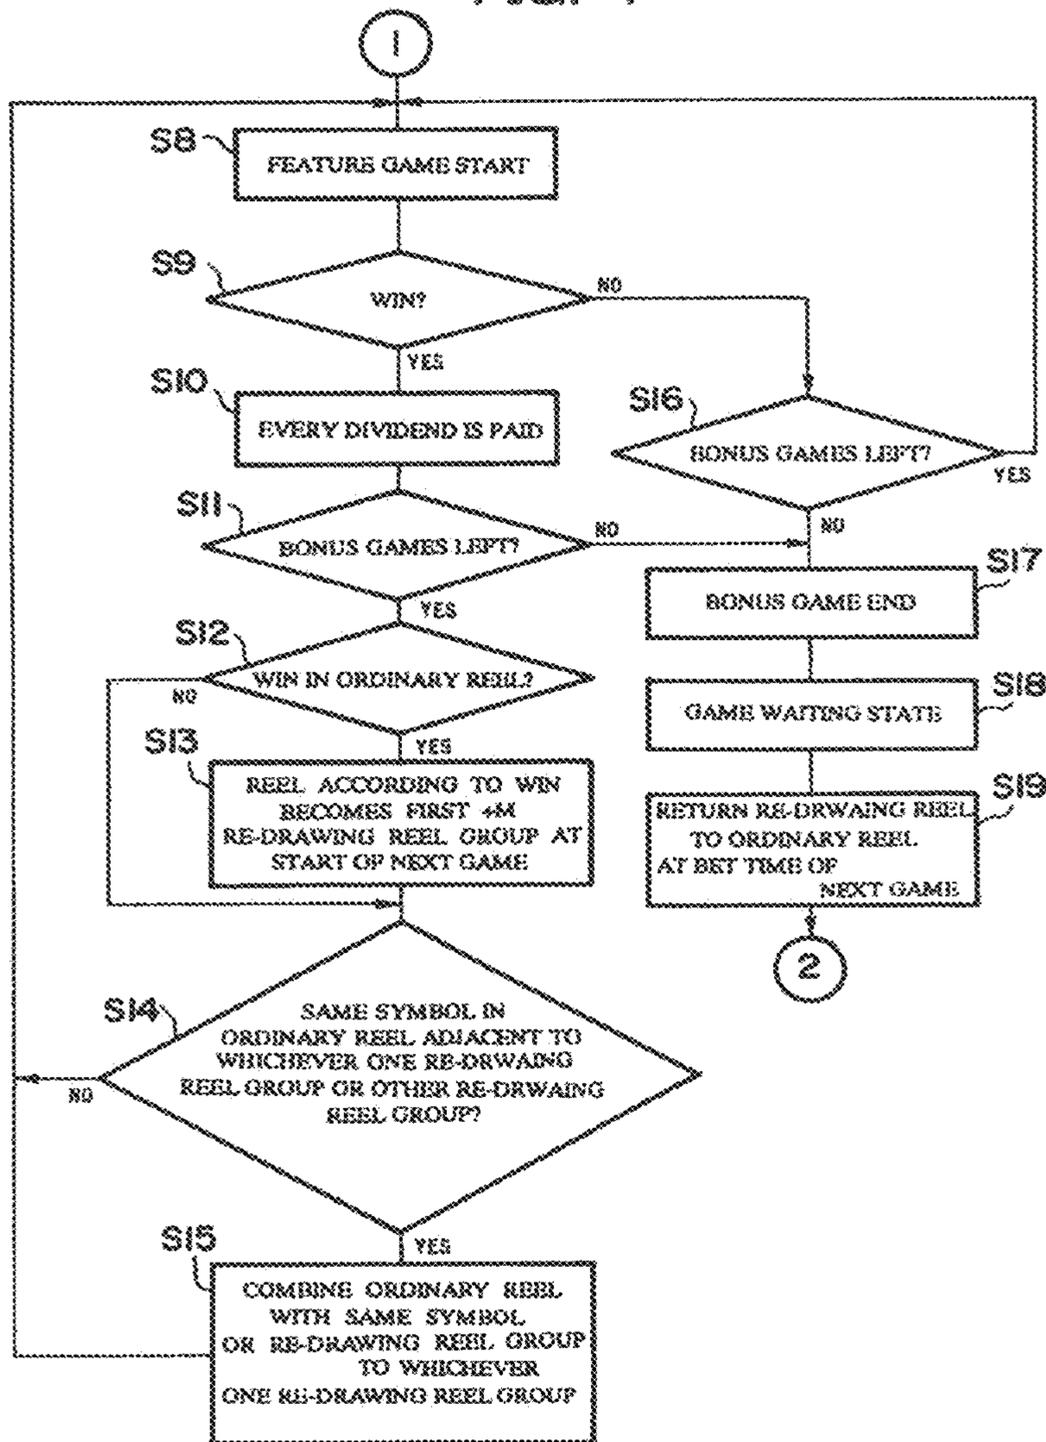 1
S8
FEATURE GAME START
S9
WIN?
NO
YES
S10
EVERY DIVIDEND IS PAID
S16
BONUS GAMES LEFT?
YES
NO
S11
BONUS GAMES LEFT?
NO
YES
S17
BONUS GAME END
S12
WIN IN ORDINARY REEL?
NO
YES
S18
GAME WAITING STATE
S13
REEL ACCORDING TO WIN
BECOMES FIRST +M
RE-DRAWING REEL GROUP AT
START OF NEXT GAME
S19
RETURN RE-DRWAING REEL
TO ORDINARY REEL
AT BET TIME OF
NEXT GAME
2
S14
SAME SYMBOL IN
ORDINARY REEL ADJACENT TO
WHICHEVER ONE RE-DRWAING
REEL GROUP OR OTHER RE-DRWAING
REEL GROUP?
NO
YES
S15
COMBINE ORDINARY REEL
WITH SAME SYMBOL
OR RE-DRAWING REEL GROUP
TO WHICHEVER
ONE RE-DRAWING REEL GROUP